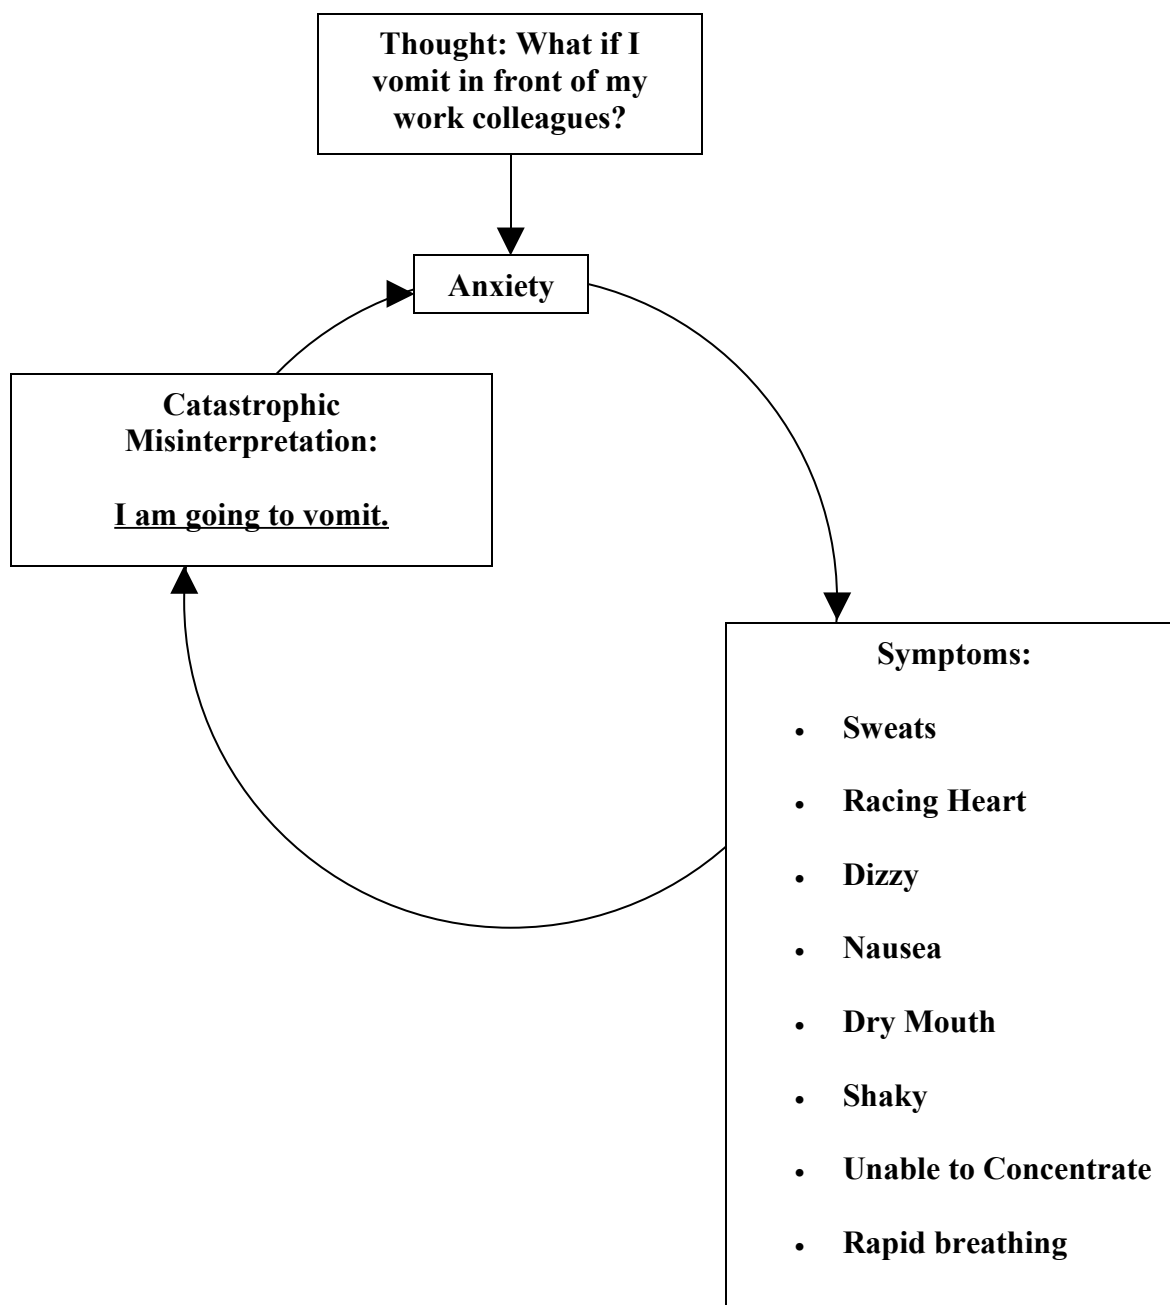 Thought: What if I
vomit in front of my
work colleagues?
Anxiety
Catastrophic
Misinterpretation:
I am going to vomit.
Symptoms:
• Sweats
• Racing Heart
• Dizzy
• Nausea
• Dry Mouth
• Shaky
• Unable to Concentrate
• Rapid breathing